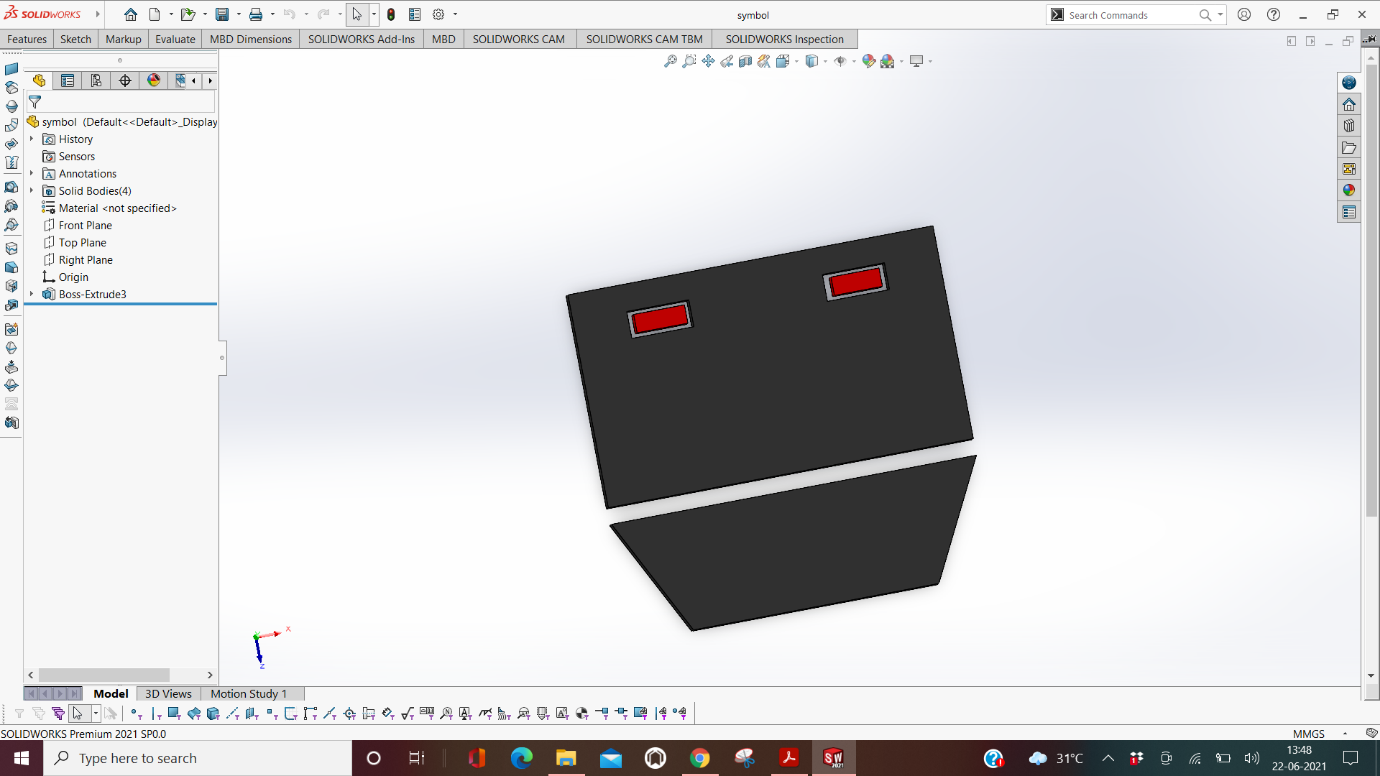 SOLIDWORKS
symbol
Search Commands
Features
Sketch
Markup
Evaluate
MBD Dimensions
SOLIDWORKS Add-Ins
MBD
SOLIDWORKS CAM
SOLIDWORKS CAM TBM
SOLIDWORKS Inspection
symbol (Default<<Default>_Display
History
Sensors
Annotations
Solid Bodies(4)
Material <not specified>
Front Plane
Top Plane
Right Plane
Origin
Boss-Extrude3
X
Z
Model
3D Views
Motion Study 1
SOLIDWORKS Premium 2021 SP0.0
MMGS
Type here to search
31°C
13:48
22-06-2021